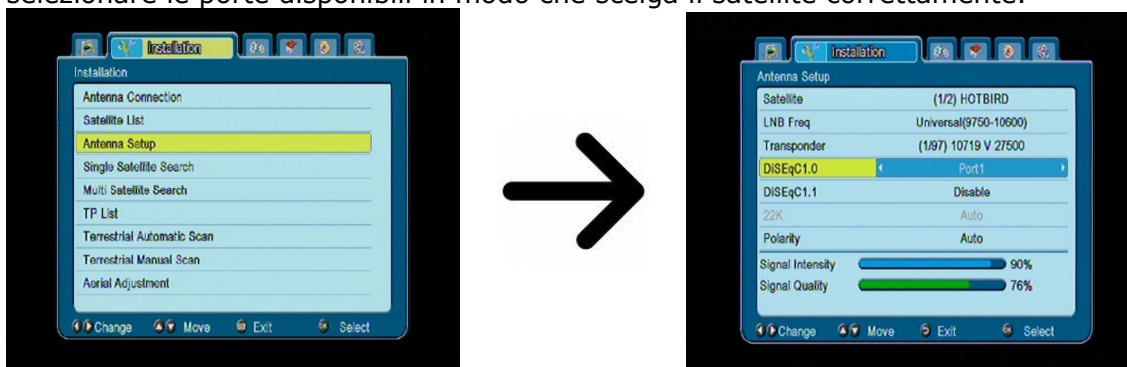 selezionare le porte disponibili in modo che scelga il satellite correttamente.
Installation
Installation
Antenna Connection
Satellite List
Antenna Setup
Single Satellite Search
Multi Satellite Search
TP List
Terrestrial Automatic Scan
Terrestrial Manual Scan
Aerial Adjustment
Change Move Exit Select
Installation
Antenna Setup
Satellite (1/2) HOTBIRD
LNB Freq Universal(9750-10600)
Transponder (1/97) 10719 V 27500
DiSEqC1.0 Port1
DiSEqC1.1 Disable
22K Auto
Polarity Auto
Signal Intensity 90%
Signal Quality 76%
Change Move Exit Select